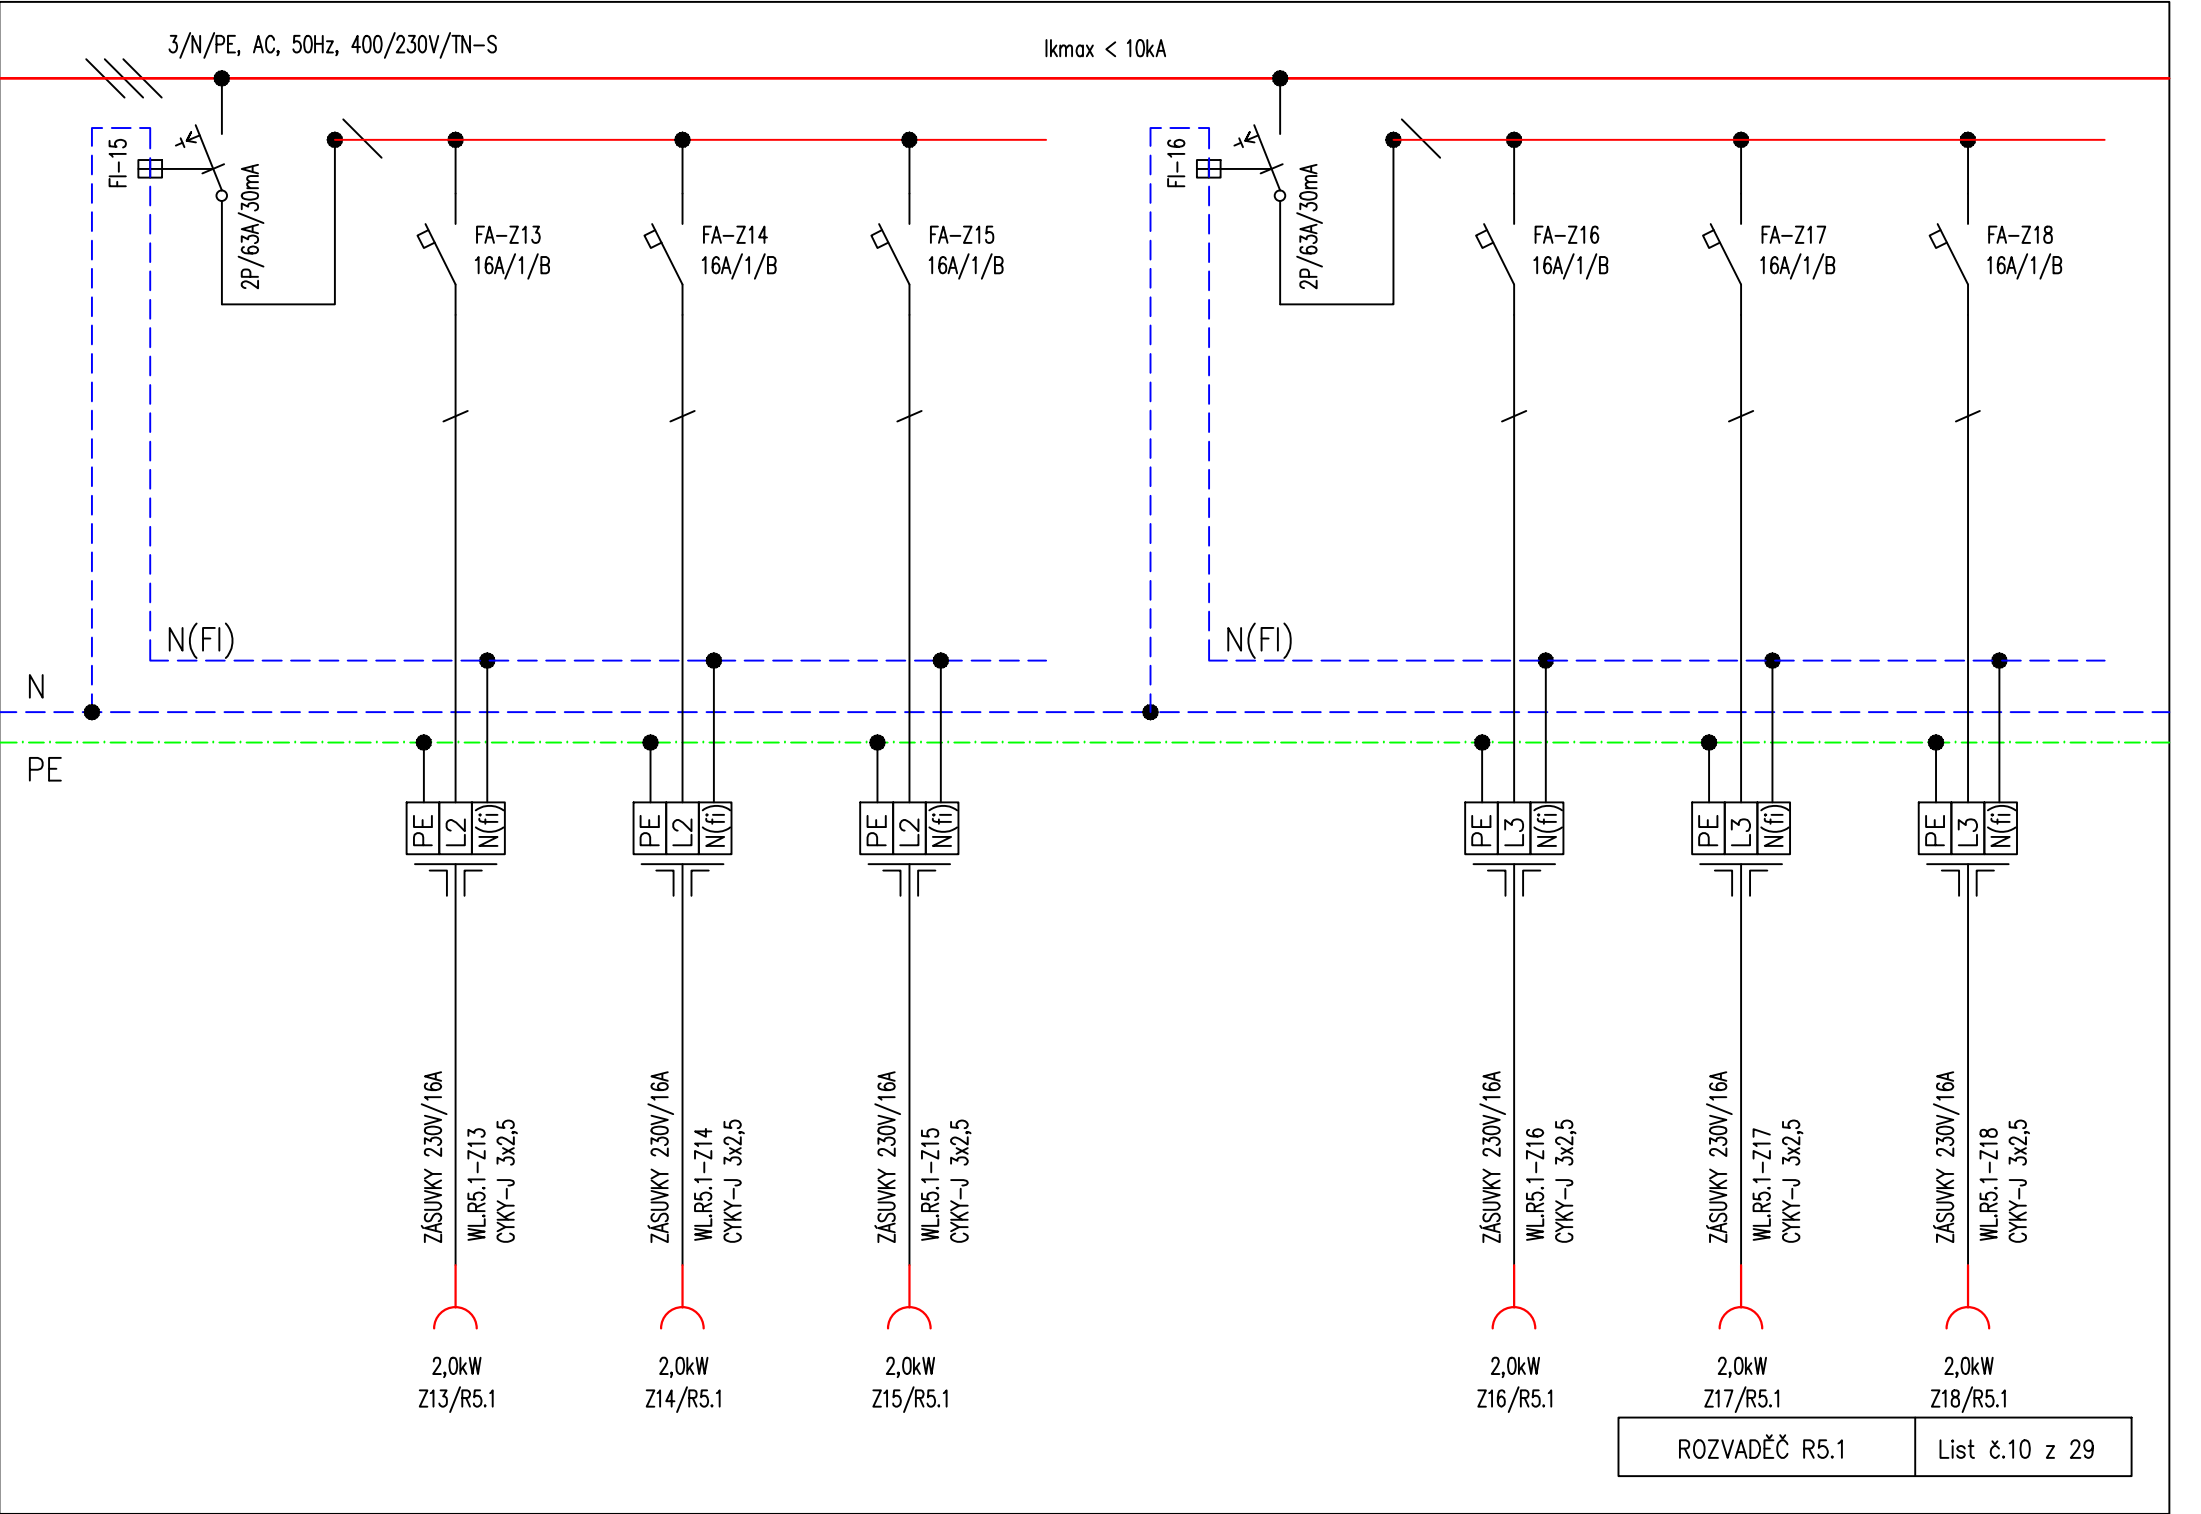 3/N/PE, AC, 50Hz, 400/230V/TN-S
Ikmax < 10kA
FI-15
2P/63A/30mA
FA-Z13
16A/1/B
FA-Z14
16A/1/B
FA-Z15
16A/1/B
FI-16
2P/63A/30mA
FA-Z16
16A/1/B
FA-Z17
16A/1/B
FA-Z18
16A/1/B
N(FI)
N(FI)
N
PE
PE L2 N(fi)
PE L2 N(fi)
PE L2 N(fi)
PE L3 N(fi)
PE L3 N(fi)
PE L3 N(fi)
ZÁSUVKY 230V/16A
WL.R5.1-Z13
CYKY-J 3x2,5
ZÁSUVKY 230V/16A
WL.R5.1-Z14
CYKY-J 3x2,5
ZÁSUVKY 230V/16A
WL.R5.1-Z15
CYKY-J 3x2,5
ZÁSUVKY 230V/16A
WL.R5.1-Z16
CYKY-J 3x2,5
ZÁSUVKY 230V/16A
WL.R5.1-Z17
CYKY-J 3x2,5
ZÁSUVKY 230V/16A
WL.R5.1-Z18
CYKY-J 3x2,5
2,0kW
Z13/R5.1
2,0kW
Z14/R5.1
2,0kW
Z15/R5.1
2,0kW
Z16/R5.1
2,0kW
Z17/R5.1
2,0kW
Z18/R5.1
ROZVADĚČ R5.1
List č.10 z 29